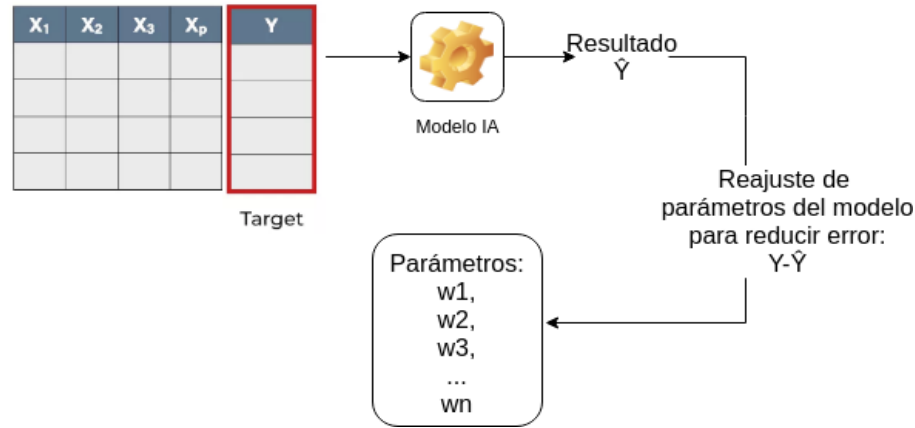 X₁ X₂ X₃ Xₚ Y
Target
Modelo IA
Resultado
Ŷ
Reajuste de
parámetros del modelo
para reducir error:
Y-Ŷ
Parámetros:
w1,
w2,
w3,
...
wn